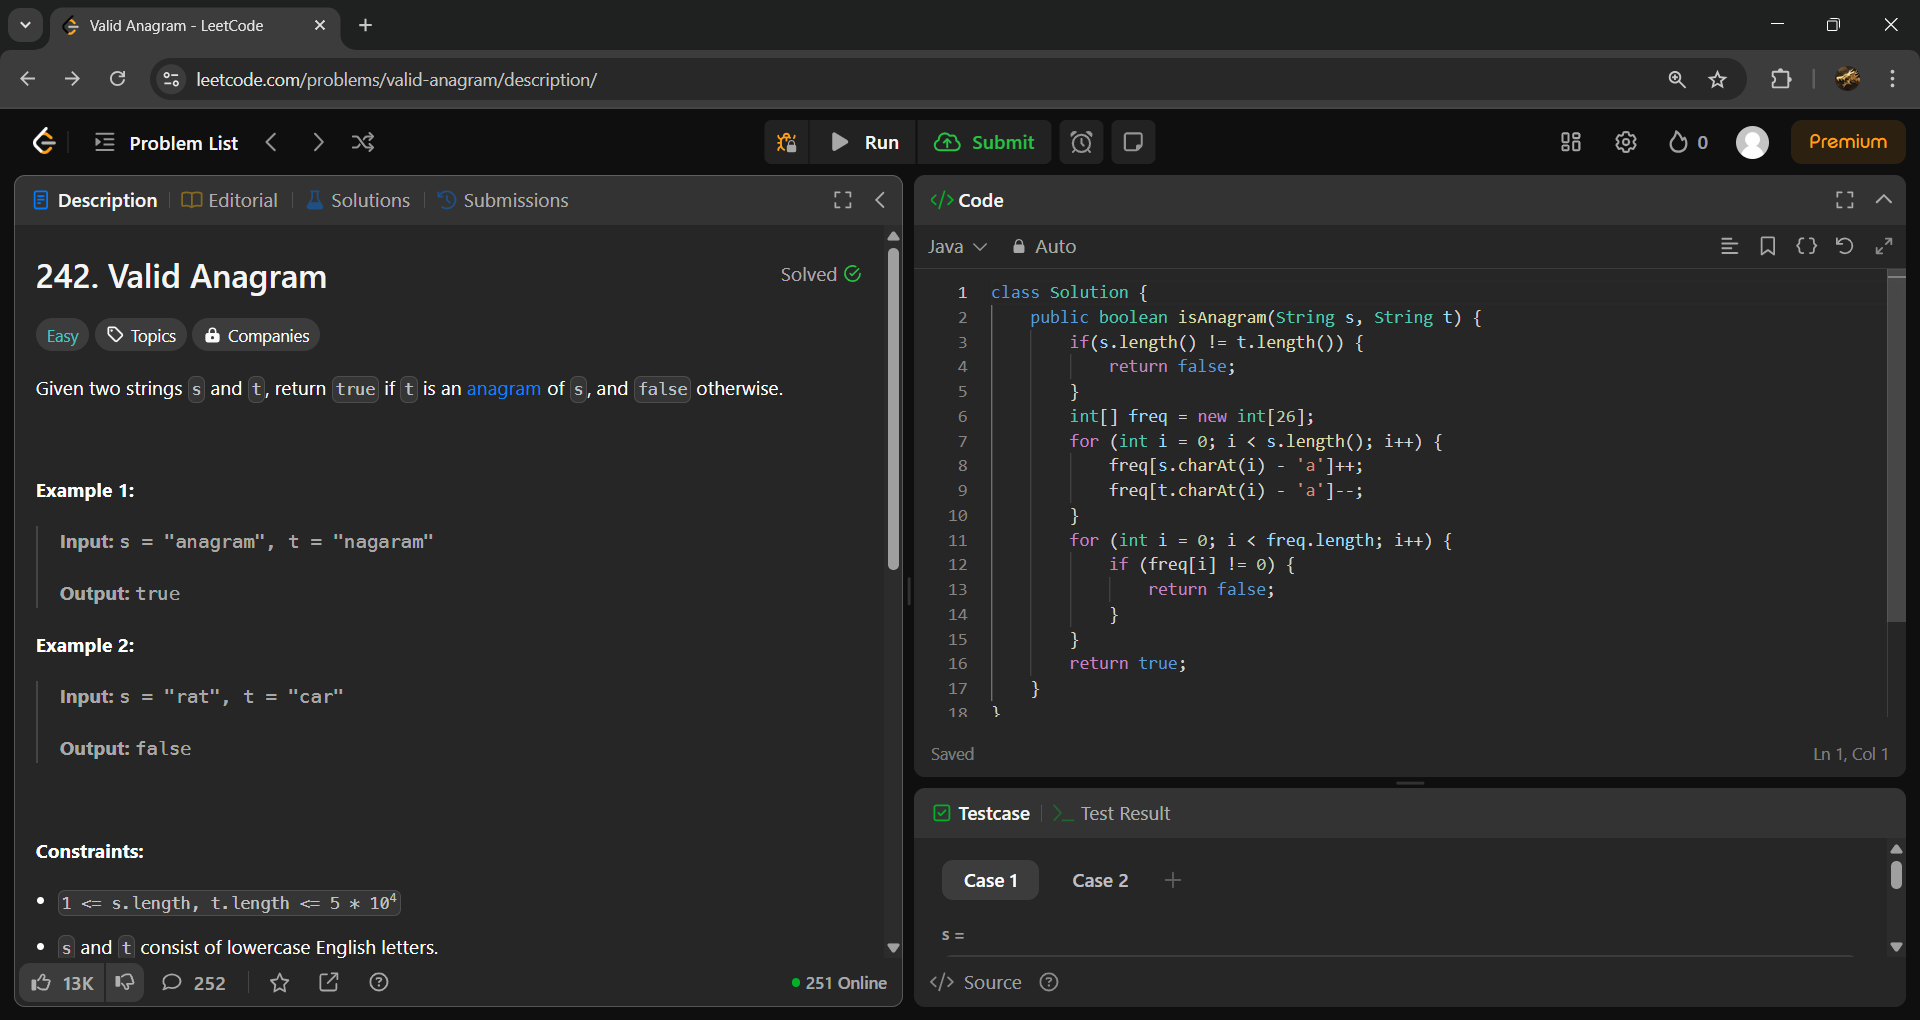 Valid Anagram - LeetCode
leetcode.com/problems/valid-anagram/description/
Problem List
Run
Submit
0
Premium
Description
Editorial
Solutions
Submissions
242. Valid Anagram
Solved
Easy
Topics
Companies
Given two strings s and t, return true if t is an anagram of s, and false otherwise.
Example 1:
Input: s = "anagram", t = "nagaram"
Output: true
Example 2:
Input: s = "rat", t = "car"
Output: false
Constraints:
1 <= s.length, t.length <= 5 * 10⁴
s and t consist of lowercase English letters.
13K
252
251 Online
</> Code
Java
Auto
1 class Solution {
2 public boolean isAnagram(String s, String t) {
3 if(s.length() != t.length()) {
4 return false;
5 }
6 int[] freq = new int[26];
7 for (int i = 0; i < s.length(); i++) {
8 freq[s.charAt(i) - 'a']++;
9 freq[t.charAt(i) - 'a']--;
10 }
11 for (int i = 0; i < freq.length; i++) {
12 if (freq[i] != 0) {
13 return false;
14 }
15 }
16 return true;
17 }
18 }
Saved
Ln 1, Col 1
Testcase
Test Result
Case 1
Case 2
s =
</> Source